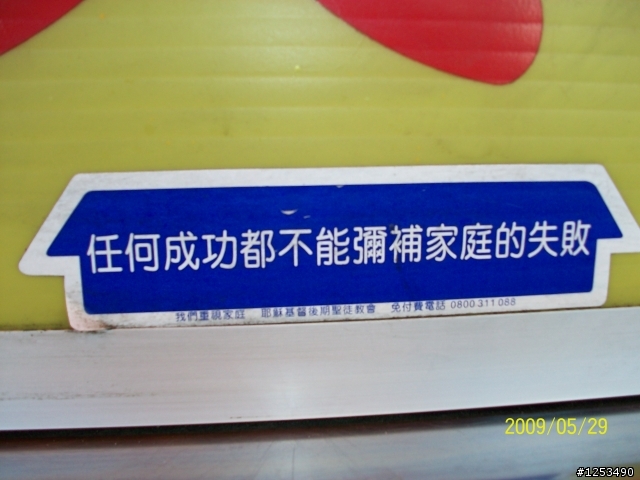 任何成功都不能彌補家庭的失敗
我們重視家庭 耶穌基督後期聖徒教會 免付費電話 0800 311 088
2009/05/29
#1253490